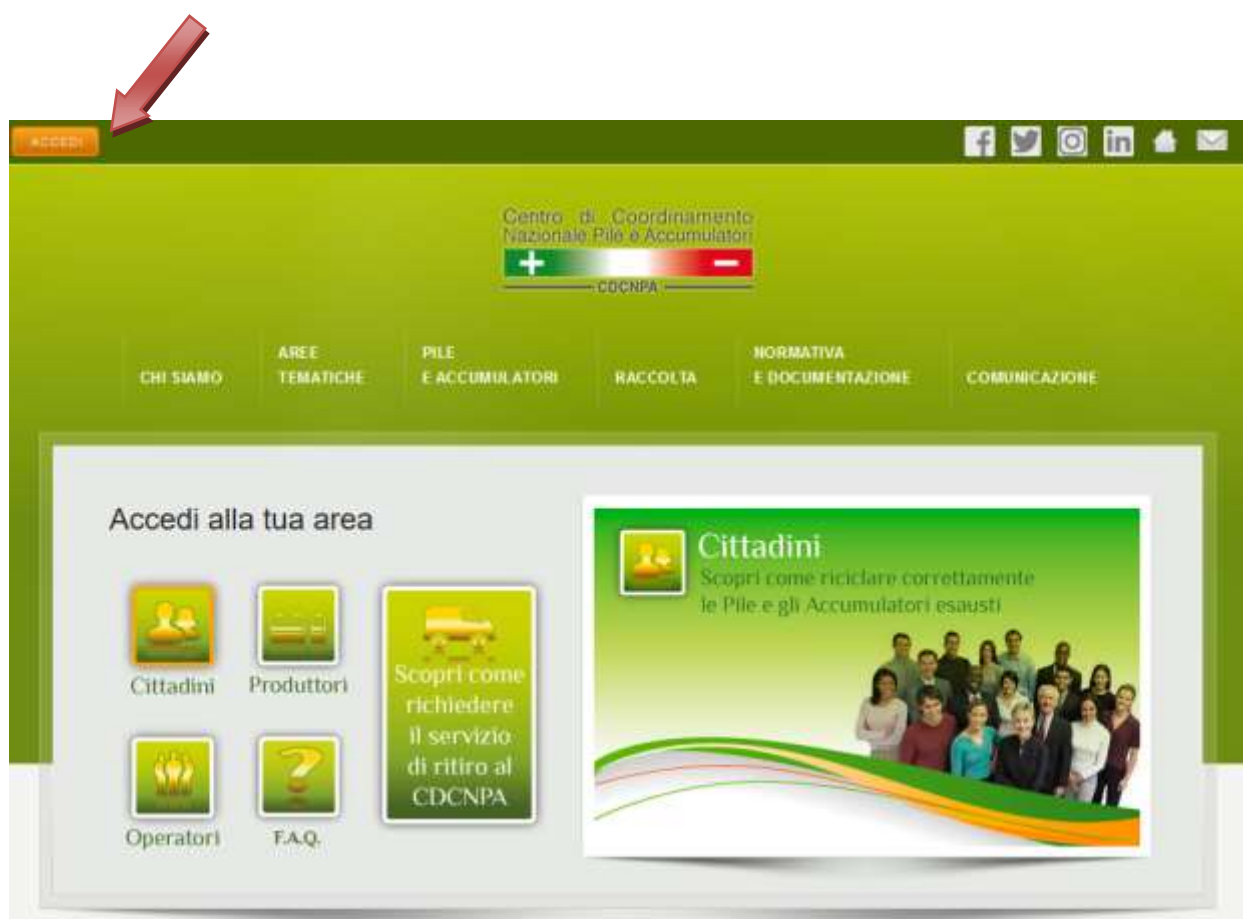 ACCEDI
Centro di Coordinamento
Nazionale Pile e Accumulatori
CDCNPA
CHI SIAMO
AREE
TEMATICHE
PILE
E ACCUMULATORI
RACCOLTA
NORMATIVA
E DOCUMENTAZIONE
COMUNICAZIONE
Accedi alla tua area
Cittadini
Produttori
Operatori
F.A.Q.
Scopri come
richiedere
il servizio
di ritiro al
CDCNPA
Cittadini
Scopri come riciclare correttamente
le Pile e gli Accumulatori esausti